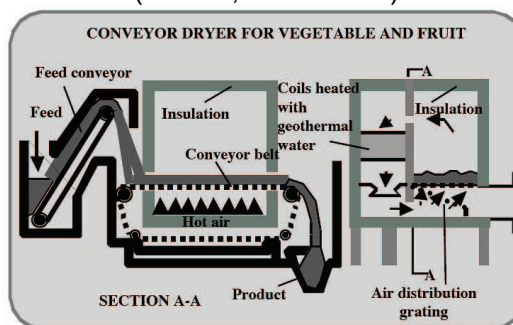 CONVEYOR DRYER FOR VEGETABLE AND FRUIT
Feed conveyor
Feed
Insulation
Coils heated
with
geothermal
water
A
Insulation
Conveyor belt
Hot air
SECTION A-A
Product
A
Air distribution
grating